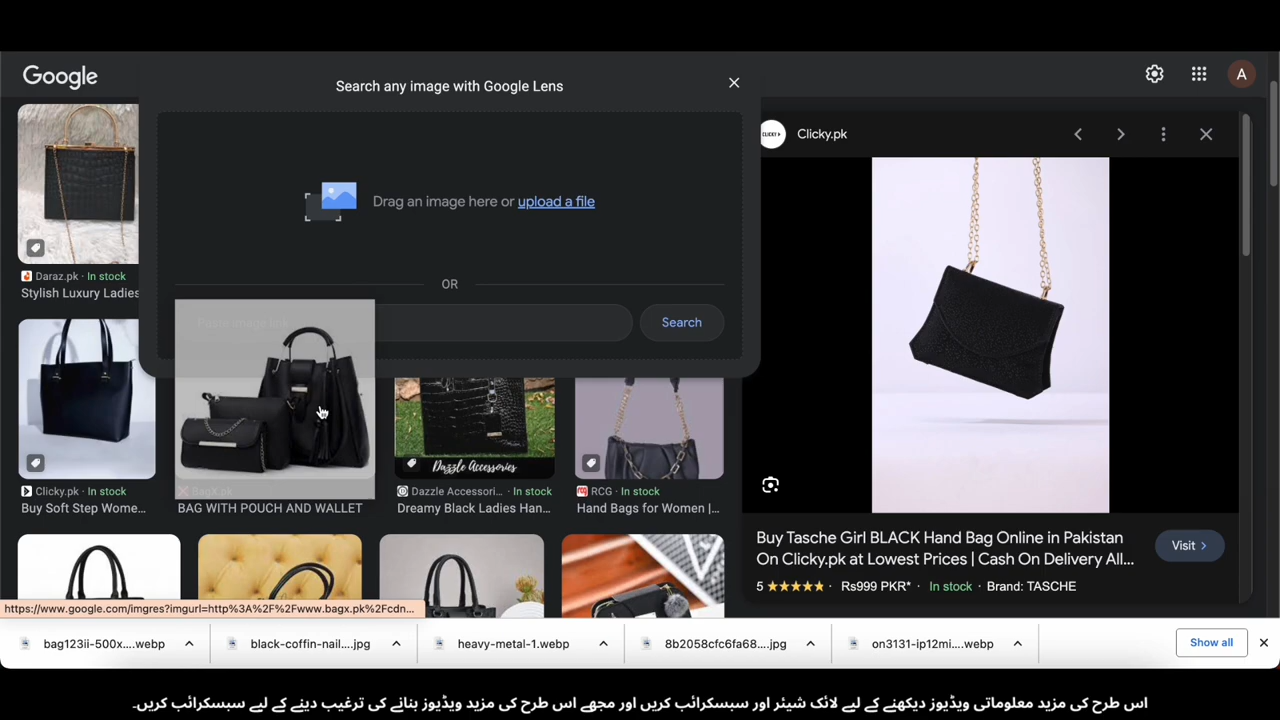 Google
Search any image with Google Lens
A
CLICKY
Clicky.pk
Drag an image here or upload a file
OR
Paste image link
Search
Daraz.pk · In stock
Stylish Luxury Ladies
Clicky.pk · In stock
Buy Soft Step Wome...
BagX.pk
BAG WITH POUCH AND WALLET
Dazzle Accessories
Dazzle Accessori... · In stock
Dreamy Black Ladies Han...
RCG · In stock
Hand Bags for Women |...
Buy Tasche Girl BLACK Hand Bag Online in Pakistan
On Clicky.pk at Lowest Prices | Cash On Delivery Al...
Visit
5 ★★★★★ · Rs999 PKR* · In stock · Brand: TASCHE
https://www.google.com/imgres?imgurl=http%3A%2F%2Fwww.bagx.pk%2Fcdn...
bag123ii-500x....webp
black-coffin-nail....jpg
heavy-metal-1.webp
8b2058cfc6fa68....jpg
on3131-ip12mi....webp
Show all
اس طرح کی مزید معلوماتی ویڈیوز دیکھنے کے لیے لائک شیئر اور سبسکرائب کریں اور مجھے اس طرح کی مزید ویڈیوز بنانے کی ترغیب دینے کے لیے سبسکرائب کریں۔